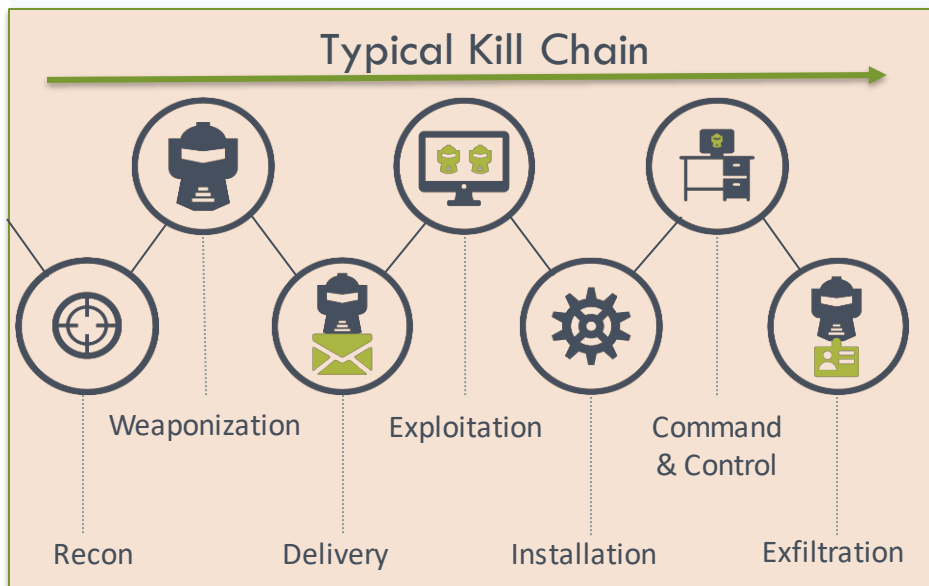 Typical Kill Chain
Weaponization
Exploitation
Command
& Control
Recon
Delivery
Installation
Exfiltration